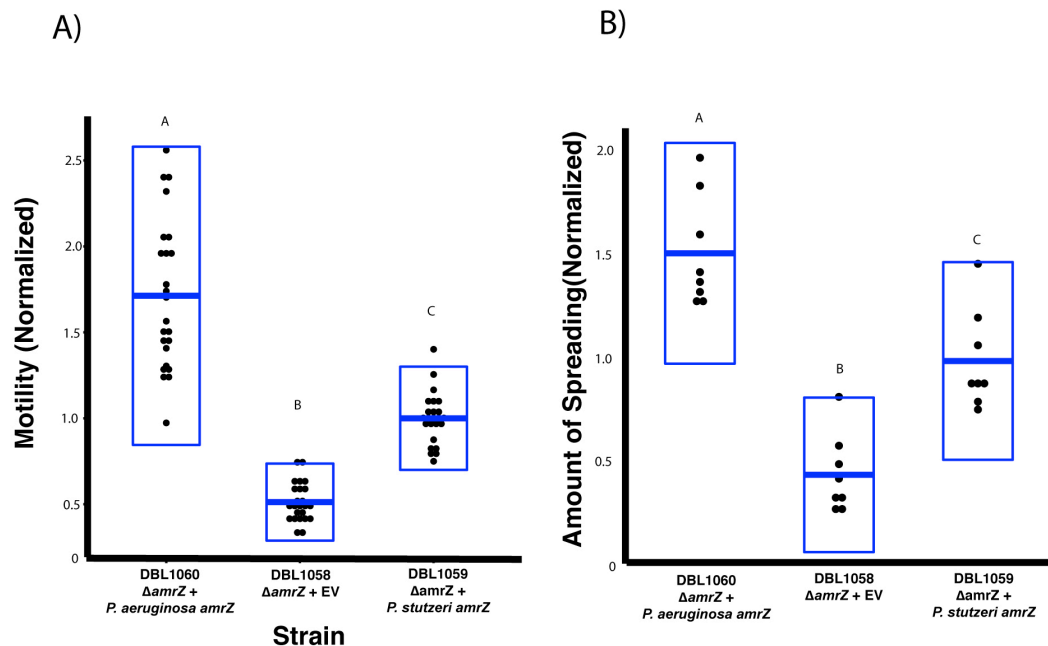 A)
Motility (Normalized)
2.5
2.0
1.5
1.0
0.5
0
A
B
C
DBL1060
ΔamrZ +
P. aeruginosa amrZ
DBL1058
ΔamrZ + EV
DBL1059
ΔamrZ +
P. stutzeri amrZ
Strain
B)
Amount of Spreading(Normalized)
2.0
1.5
1.0
0.5
0
A
B
C
DBL1060
ΔamrZ +
P. aeruginosa amrZ
DBL1058
ΔamrZ + EV
DBL1059
ΔamrZ +
P. stutzeri amrZ